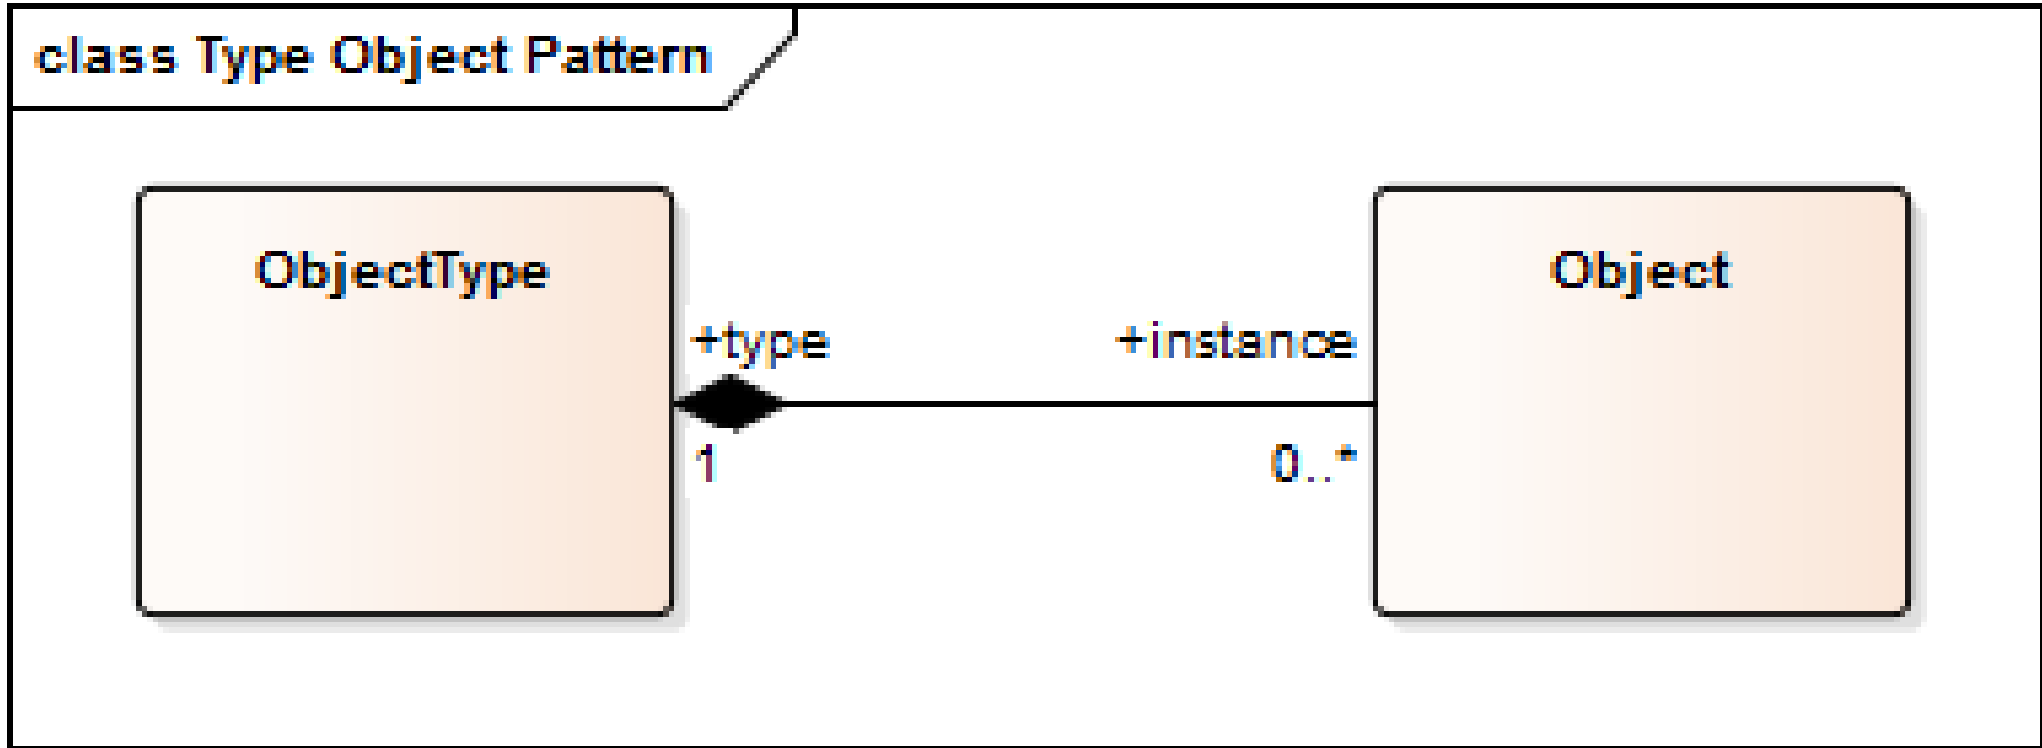 class Type Object Pattern
ObjectType
Object
+type
+instance
1
0..*